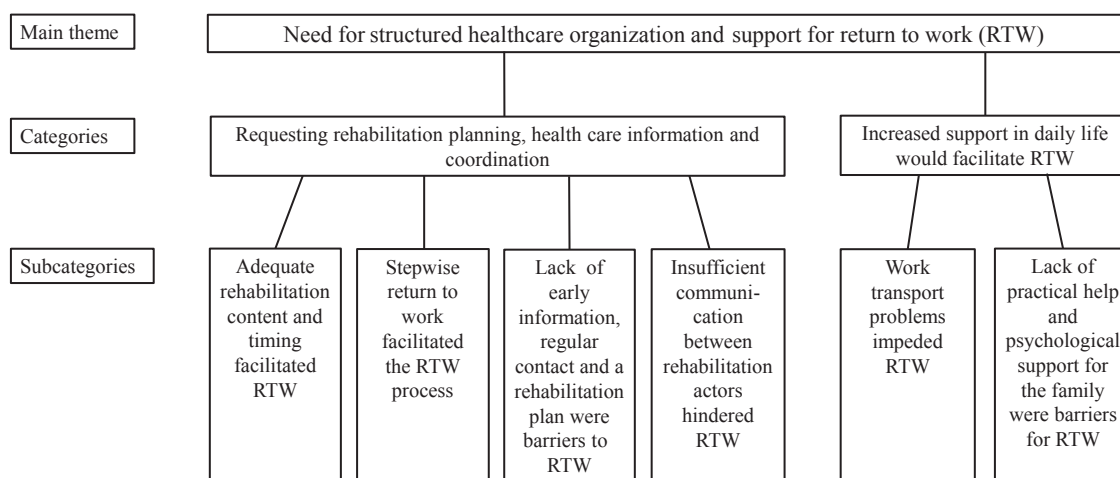 Main theme
Need for structured healthcare organization and support for return to work (RTW)
Categories
Requesting rehabilitation planning, health care information and
coordination
Increased support in daily life
would facilitate RTW
Subcategories
Adequate
rehabilitation
content and
timing
facilitated
RTW
Stepwise
return to
work
facilitated
the RTW
process
Lack of
early
information,
regular
contact and a
rehabilitation
plan were
barriers to
RTW
Insufficient
communi-
cation
between
rehabilitation
actors
hindered
RTW
Work
transport
problems
impeded
RTW
Lack of
practical help
and
psychological
support for
the family
were barriers
for RTW